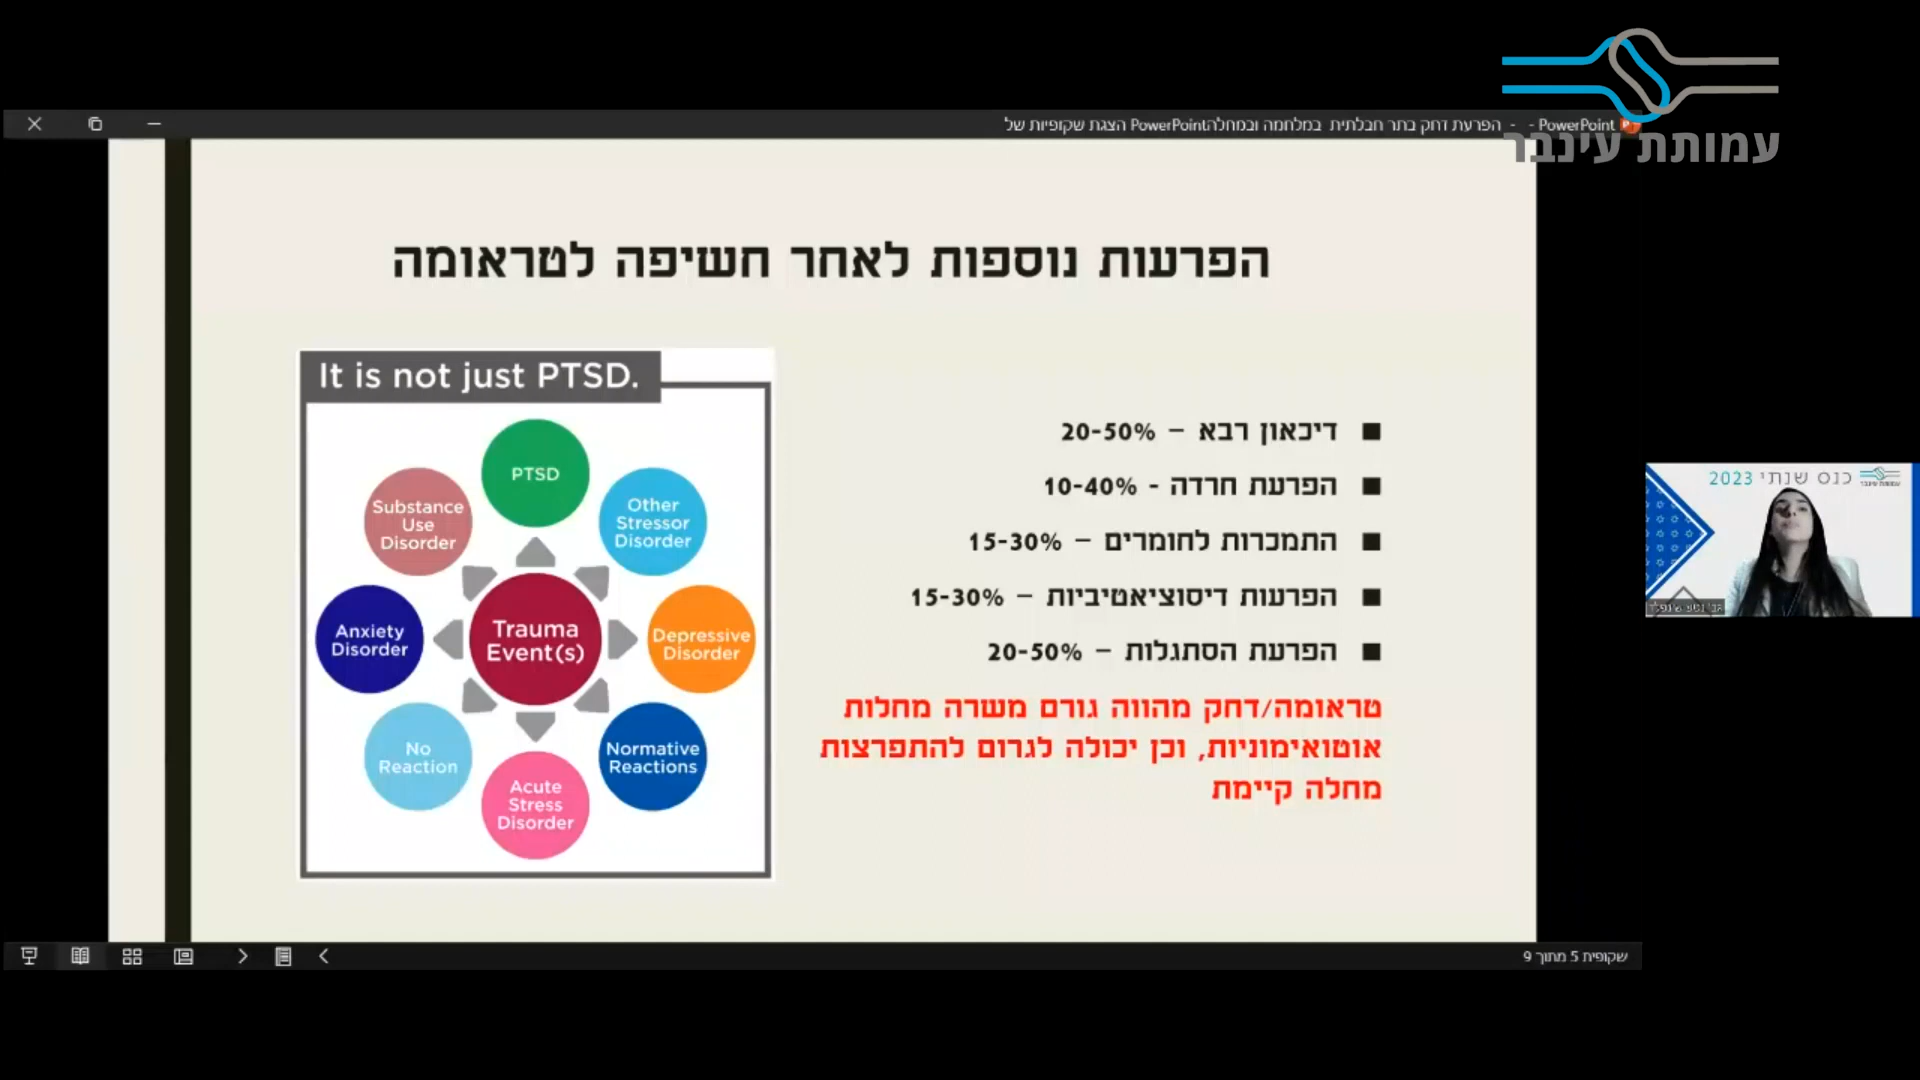 עמותת עינבר
PowerPoint - הפרעת דחק בתר חבלתית במלחמה ובמחלה - הצגת שקופיות של PowerPoint
הפרעות נוספות לאחר חשיפה לטראומה
דיכאון רבא – 20-50%
הפרעת חרדה - 10-40%
התמכרות לחומרים – 15-30%
הפרעות דיסוציאטיביות – 15-30%
הפרעת הסתגלות – 20-50%
טראומה/דחק מהווה גורם משרה מחלות
אוטואימוניות, וכן יכולה לגרום להתפרצות
מחלה קיימת
It is not just PTSD.
PTSD
Other
Stressor
Disorder
Depressive
Disorder
Normative
Reactions
Acute
Stress
Disorder
No
Reaction
Anxiety
Disorder
Substance
Use
Disorder
Trauma
Event(s)
כנס שנתי 2023
עמותת עינבר
שקופית 5 מתוך 9